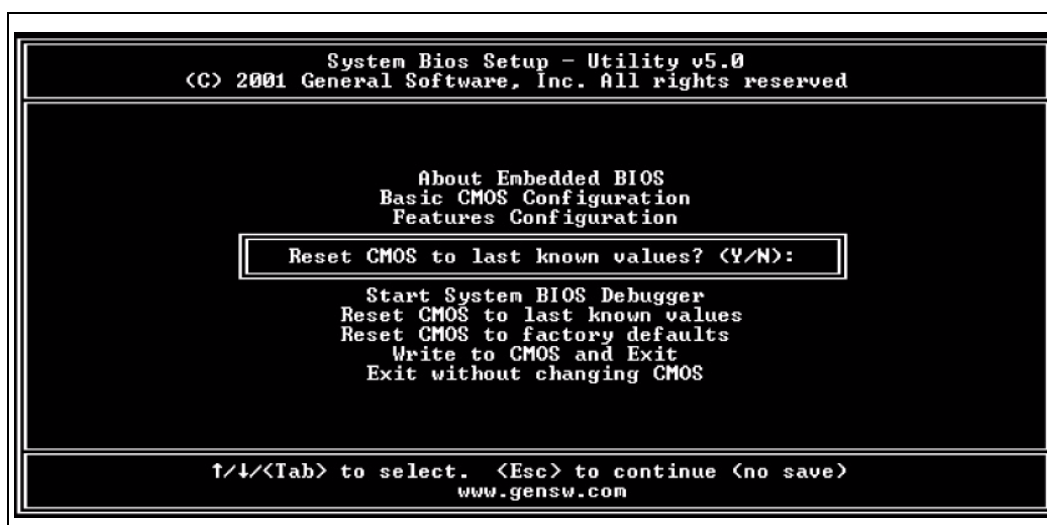 System Bios Setup - Utility v5.0
(C) 2001 General Software, Inc. All rights reserved
About Embedded BIOS
Basic CMOS Configuration
Features Configuration
Reset CMOS to last known values? (Y/N):
Start System BIOS Debugger
Reset CMOS to last known values
Reset CMOS to factory defaults
Write to CMOS and Exit
Exit without changing CMOS
↑/↓/<Tab> to select. <Esc> to continue (no save)
www.gensw.com